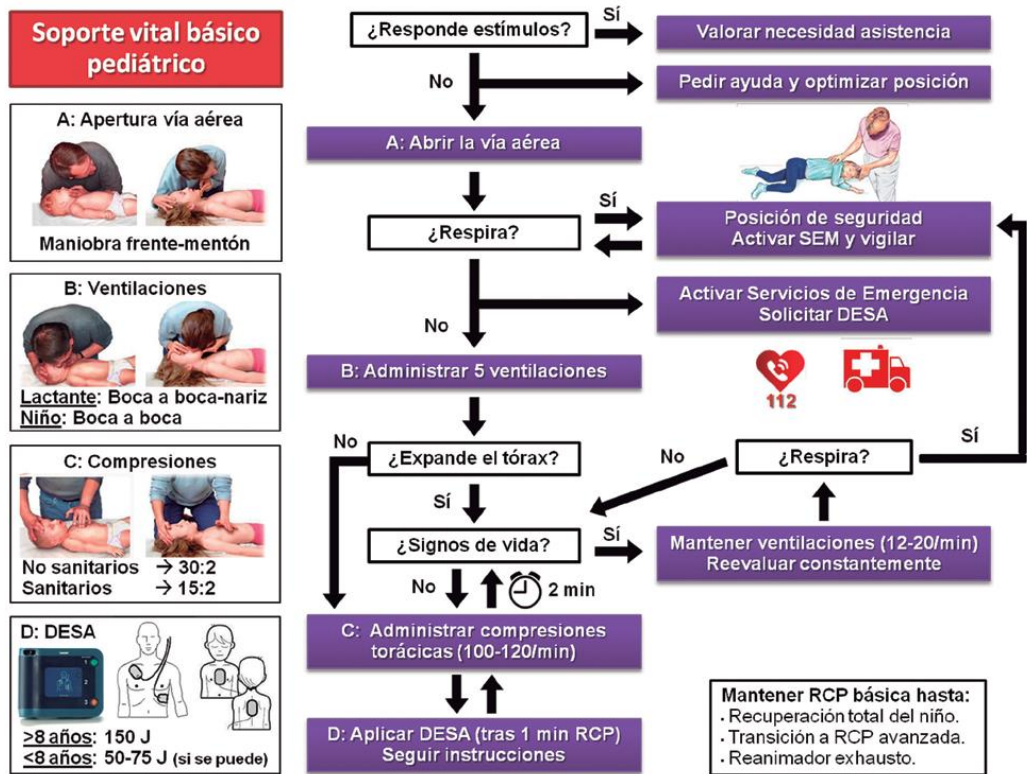 Soporte vital básico
pediátrico
A: Apertura vía aérea
Maniobra frente-mentón
B: Ventilaciones
Lactante: Boca a boca-nariz
Niño: Boca a boca
C: Compresiones
No sanitarios → 30:2
Sanitarios → 15:2
D: DESA
1
2
3
>8 años: 150 J
<8 años: 50-75 J (si se puede)
¿Responde estímulos?
Sí
Valorar necesidad asistencia
No
Pedir ayuda y optimizar posición
A: Abrir la vía aérea
¿Respira?
Sí
Posición de seguridad
Activar SEM y vigilar
No
Activar Servicios de Emergencia
Solicitar DESA
112
B: Administrar 5 ventilaciones
No
¿Expande el tórax?
Sí
No
¿Respira?
Sí
¿Signos de vida?
Sí
Mantener ventilaciones (12-20/min)
Reevaluar constantemente
No
2 min
C: Administrar compresiones
torácicas (100-120/min)
D: Aplicar DESA (tras 1 min RCP)
Seguir instrucciones
Mantener RCP básica hasta:
· Recuperación total del niño.
· Transición a RCP avanzada.
· Reanimador exhausto.